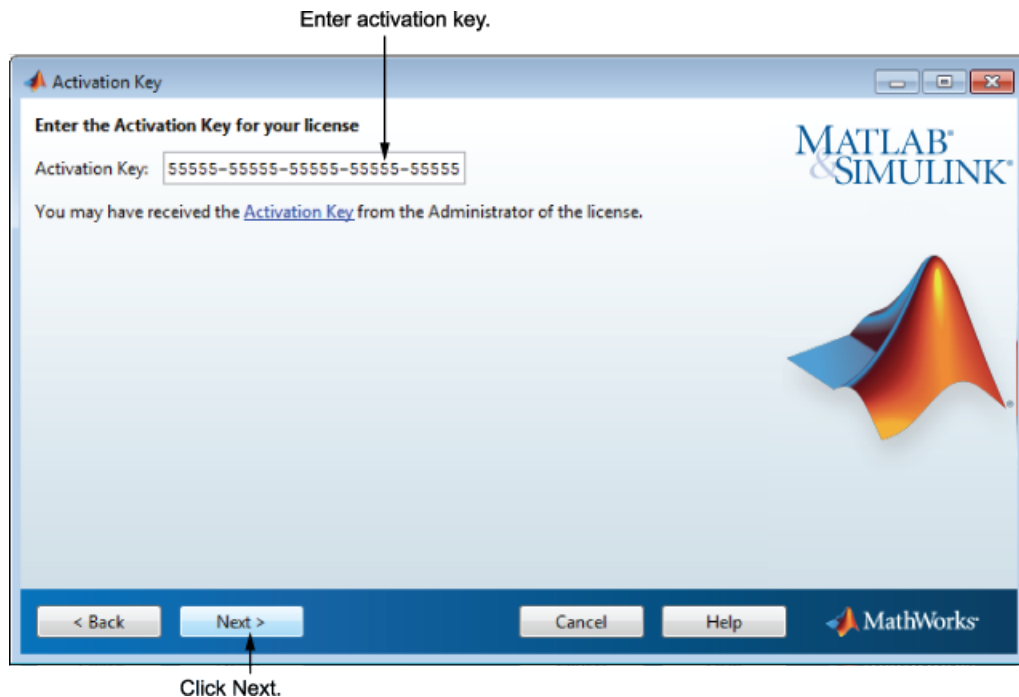 Enter activation key.
Activation Key
Enter the Activation Key for your license
Activation Key: 55555-55555-55555-55555-55555
You may have received the Activation Key from the Administrator of the license.
MATLAB®
&SIMULINK®
®
< Back Next > Cancel Help MathWorks®
Click Next.